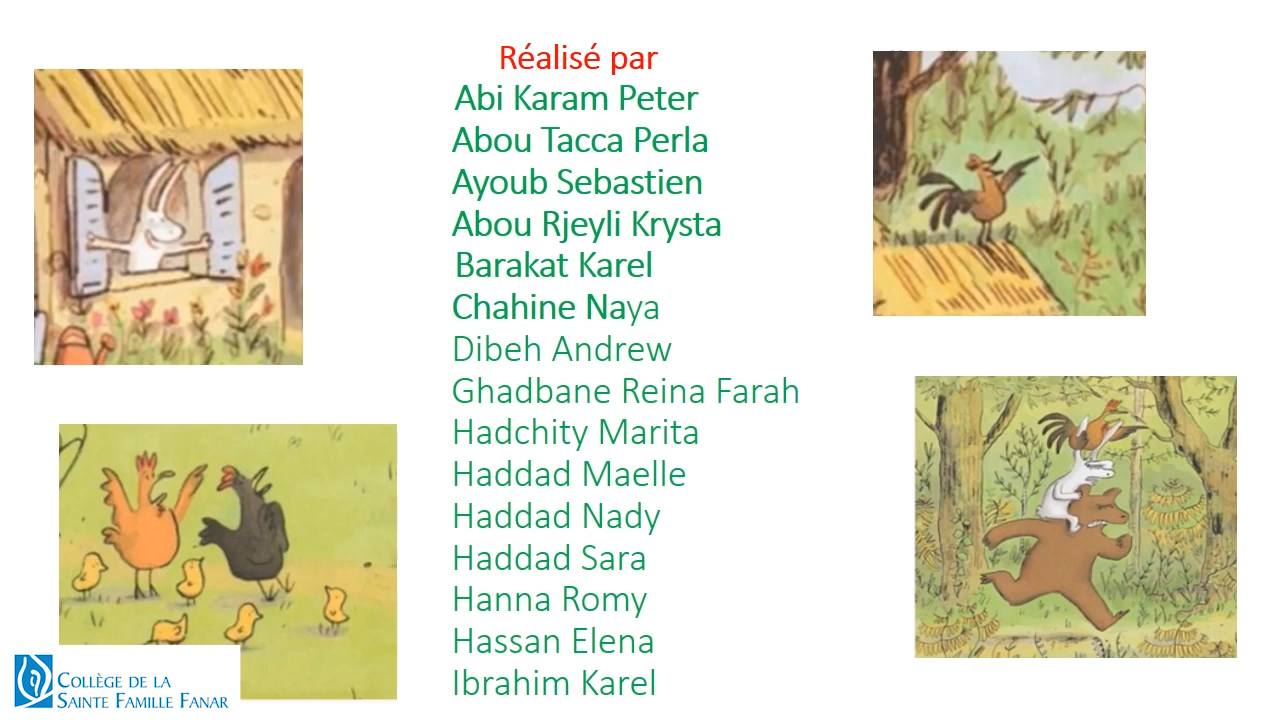 Réalisé par
Abi Karam Peter
Abou Tacca Perla
Ayoub Sebastien
Abou Rjeyli Krysta
Barakat Karel
Chahine Naya
Dibeh Andrew
Ghadbane Reina Farah
Hadchity Marita
Haddad Maelle
Haddad Nady
Haddad Sara
Hanna Romy
Hassan Elena
Ibrahim Karel
COLLÈGE DE LA
SAINTE FAMILLE FANAR